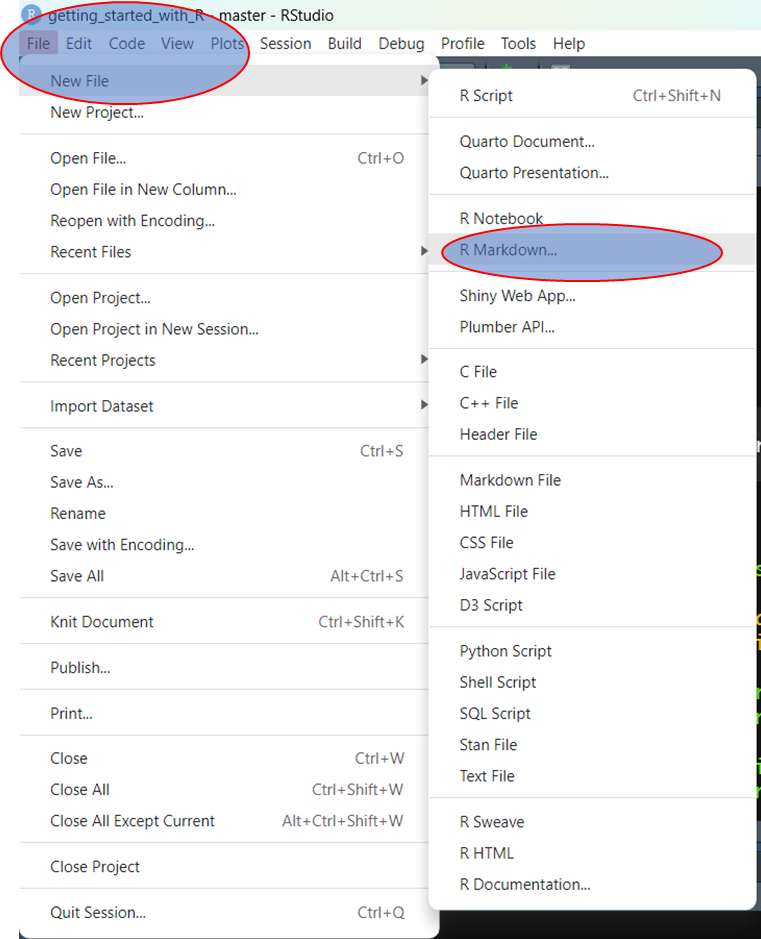 R getting_started_with_R - master - RStudio
File Edit Code View Plots Session Build Debug Profile Tools Help
New File
New Project...
Open File... Ctrl+O
Open File in New Column...
Reopen with Encoding...
Recent Files
Open Project...
Open Project in New Session...
Recent Projects
Import Dataset
Save Ctrl+S
Save As...
Rename
Save with Encoding...
Save All Alt+Ctrl+S
Knit Document Ctrl+Shift+K
Publish...
Print...
Close Ctrl+W
Close All Ctrl+Shift+W
Close All Except Current Alt+Ctrl+Shift+W
Close Project
Quit Session... Ctrl+Q
R Script Ctrl+Shift+N
Quarto Document...
Quarto Presentation...
R Notebook
R Markdown...
Shiny Web App...
Plumber API...
C File
C++ File
Header File
Markdown File
HTML File
CSS File
JavaScript File
D3 Script
Python Script
Shell Script
SQL Script
Stan File
Text File
R Sweave
R HTML
R Documentation...